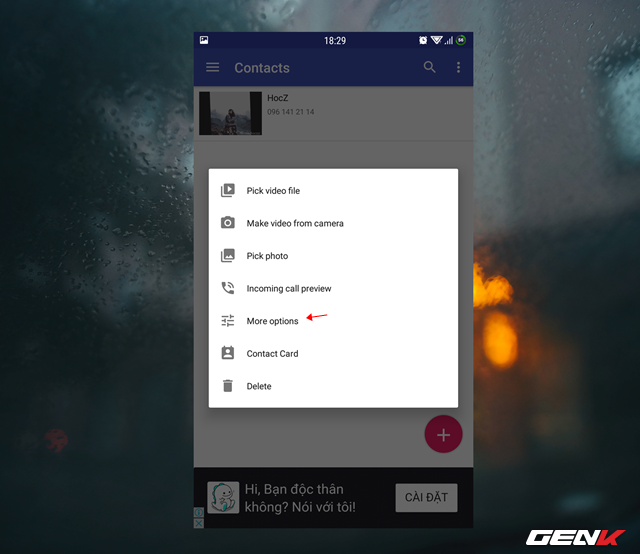 18:29
58
Contacts
HocZ
096 141 21 14
Pick video file
Make video from camera
Pick photo
Incoming call preview
More options
Contact Card
Delete
Hi, Bạn độc thân
không? Nói với tôi!
CÀI ĐẶT
GENK